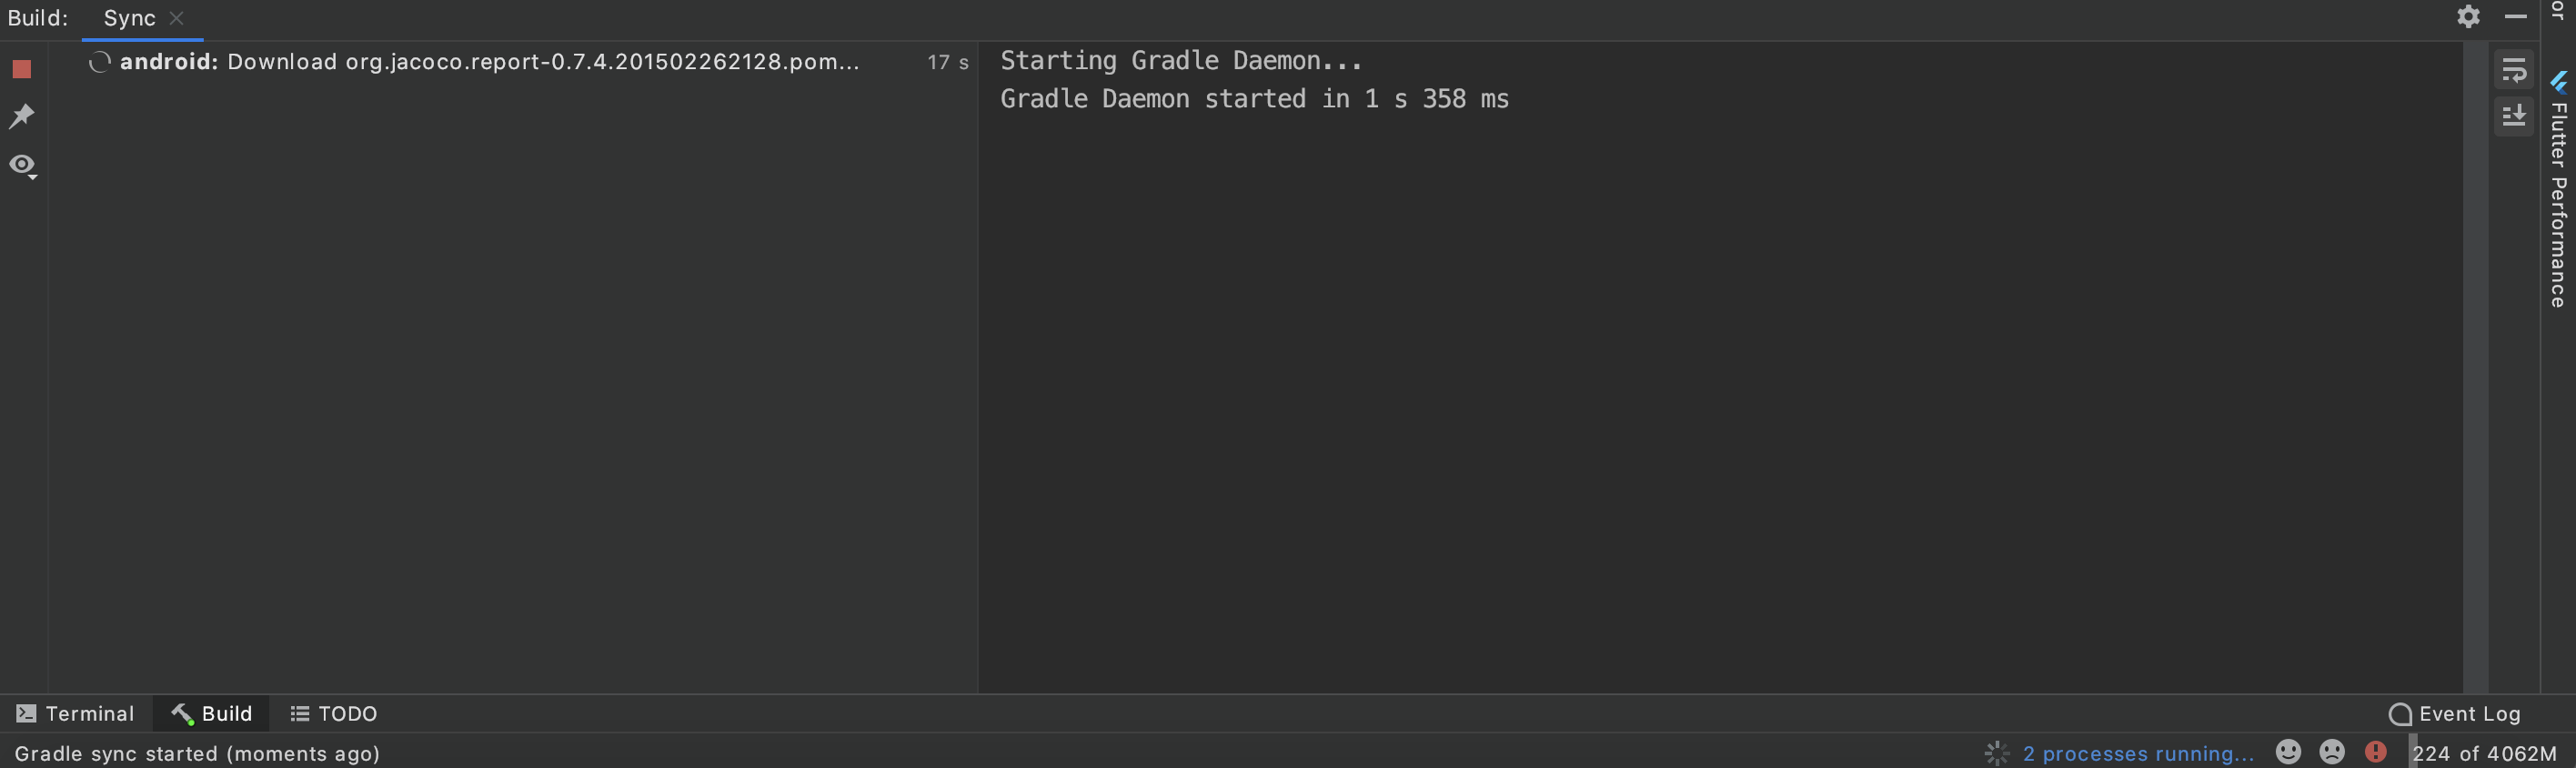 Build: Sync
android: Download org.jacoco.report-0.7.4.201502262128.pom... 17 s
Starting Gradle Daemon...
Gradle Daemon started in 1 s 358 ms
or
Flutter Performance
Terminal Build TODO Event Log
Gradle sync started (moments ago) 2 processes running... 224 of 4062M